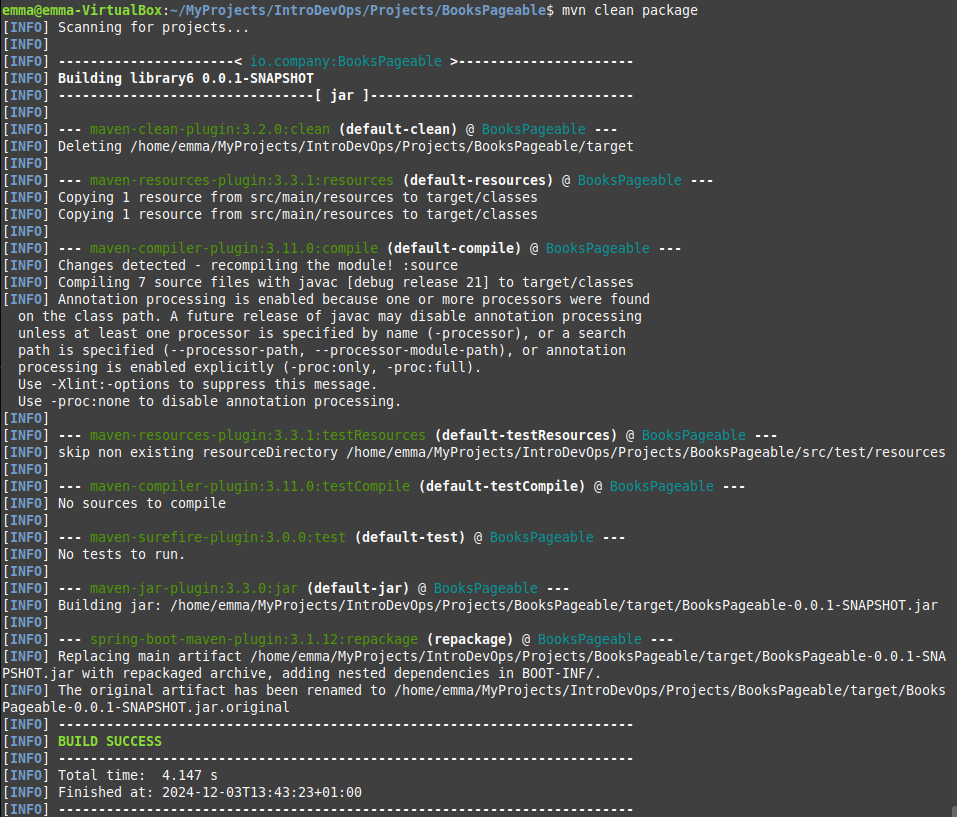 emma@emma-VirtualBox:~/MyProjects/IntroDevOps/Projects/BooksPageable$ mvn clean package
[INFO] Scanning for projects...
[INFO]
[INFO] ----------------------< io.company:BooksPageable >----------------------
[INFO] Building library6 0.0.1-SNAPSHOT
[INFO] --------------------------------[ jar ]---------------------------------
[INFO]
[INFO] --- maven-clean-plugin:3.2.0:clean (default-clean) @ BooksPageable ---
[INFO] Deleting /home/emma/MyProjects/IntroDevOps/Projects/BooksPageable/target
[INFO]
[INFO] --- maven-resources-plugin:3.3.1:resources (default-resources) @ BooksPageable ---
[INFO] Copying 1 resource from src/main/resources to target/classes
[INFO] Copying 1 resource from src/main/resources to target/classes
[INFO]
[INFO] --- maven-compiler-plugin:3.11.0:compile (default-compile) @ BooksPageable ---
[INFO] Changes detected - recompiling the module! :source
[INFO] Compiling 7 source files with javac [debug release 21] to target/classes
[INFO] Annotation processing is enabled because one or more processors were found
  on the class path. A future release of javac may disable annotation processing
  unless at least one processor is specified by name (-processor), or a search
  path is specified (--processor-path, --processor-module-path), or annotation
  processing is enabled explicitly (-proc:only, -proc:full).
  Use -Xlint:-options to suppress this message.
  Use -proc:none to disable annotation processing.
[INFO]
[INFO] --- maven-resources-plugin:3.3.1:testResources (default-testResources) @ BooksPageable ---
[INFO] skip non existing resourceDirectory /home/emma/MyProjects/IntroDevOps/Projects/BooksPageable/src/test/resources
[INFO]
[INFO] --- maven-compiler-plugin:3.11.0:testCompile (default-testCompile) @ BooksPageable ---
[INFO] No sources to compile
[INFO]
[INFO] --- maven-surefire-plugin:3.0.0:test (default-test) @ BooksPageable ---
[INFO] No tests to run.
[INFO]
[INFO] --- maven-jar-plugin:3.3.0:jar (default-jar) @ BooksPageable ---
[INFO] Building jar: /home/emma/MyProjects/IntroDevOps/Projects/BooksPageable/target/BooksPageable-0.0.1-SNAPSHOT.jar
[INFO]
[INFO] --- spring-boot-maven-plugin:3.1.12:repackage (repackage) @ BooksPageable ---
[INFO] Replacing main artifact /home/emma/MyProjects/IntroDevOps/Projects/BooksPageable/target/BooksPageable-0.0.1-SNA
PSHOT.jar with repackaged archive, adding nested dependencies in BOOT-INF/.
[INFO] The original artifact has been renamed to /home/emma/MyProjects/IntroDevOps/Projects/BooksPageable/target/Books
Pageable-0.0.1-SNAPSHOT.jar.original
[INFO] ------------------------------------------------------------------------
[INFO] BUILD SUCCESS
[INFO] ------------------------------------------------------------------------
[INFO] Total time:  4.147 s
[INFO] Finished at: 2024-12-03T13:43:23+01:00
[INFO] ------------------------------------------------------------------------